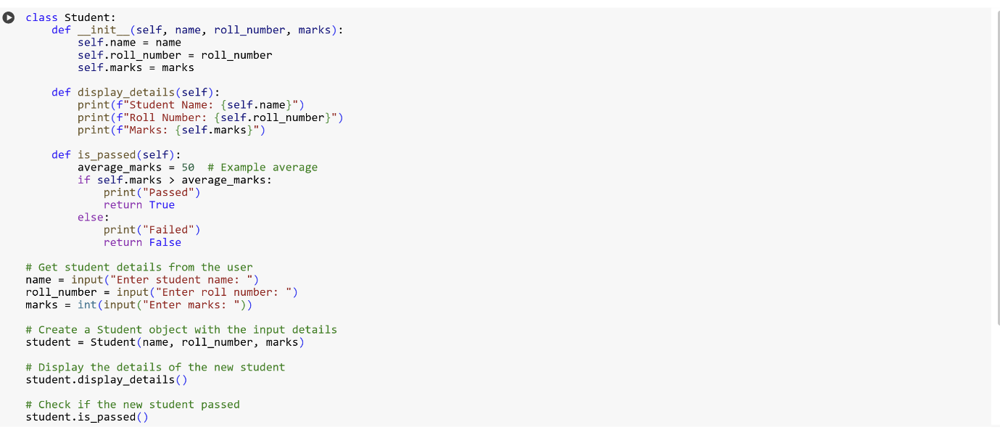 class Student:
    def __init__(self, name, roll_number, marks):
        self.name = name
        self.roll_number = roll_number
        self.marks = marks

    def display_details(self):
        print(f"Student Name: {self.name}")
        print(f"Roll Number: {self.roll_number}")
        print(f"Marks: {self.marks}")

    def is_passed(self):
        average_marks = 50  # Example average
        if self.marks > average_marks:
            print("Passed")
            return True
        else:
            print("Failed")
            return False

# Get student details from the user
name = input("Enter student name: ")
roll_number = input("Enter roll number: ")
marks = int(input("Enter marks: "))

# Create a Student object with the input details
student = Student(name, roll_number, marks)

# Display the details of the new student
student.display_details()

# Check if the new student passed
student.is_passed()